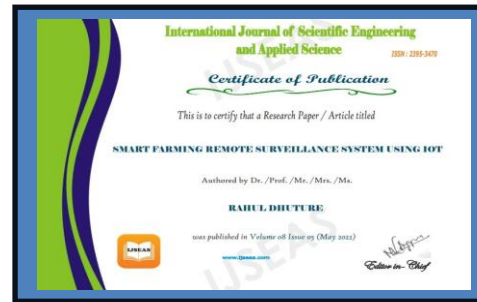 International Journal of Scientific Engineering
and Applied Science
ISSN : 2395-3470
Certificate of Publication
This is to certify that a Research Paper / Article titled
SMART FARMING REMOTE SURVEILLANCE SYSTEM USING IOT
Authored by Dr. /Prof. /Mr. /Mrs. /Ms.
RAHUL DHUTURE
was published in Volume 08 Issue 05 (May 2022)
IJSEAS
www.ijseas.com
Editor in- Chief
IJSEAS
IJSEAS